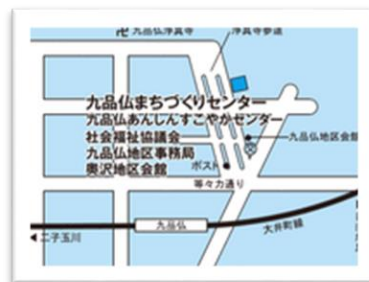 卍 九品仏浄真寺
浄真寺参道
九品仏まちづくりセンター
九品仏あんしんすこやかセンター
社会福祉協議会
九品仏地区事務局
奥沢地区会館
九品仏地区会館
ポスト
等々力通り
九品仏
大井町線
二子玉川